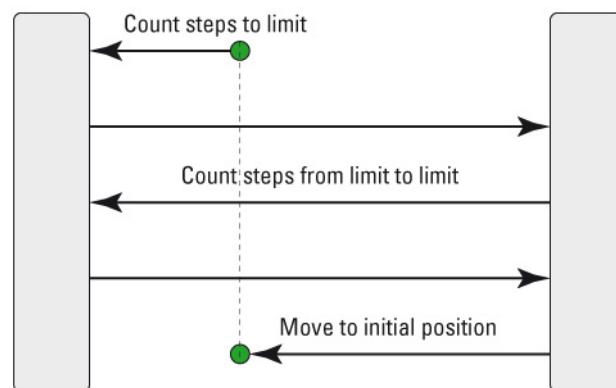 Count steps to limit
Count steps from limit to limit
Move to initial position